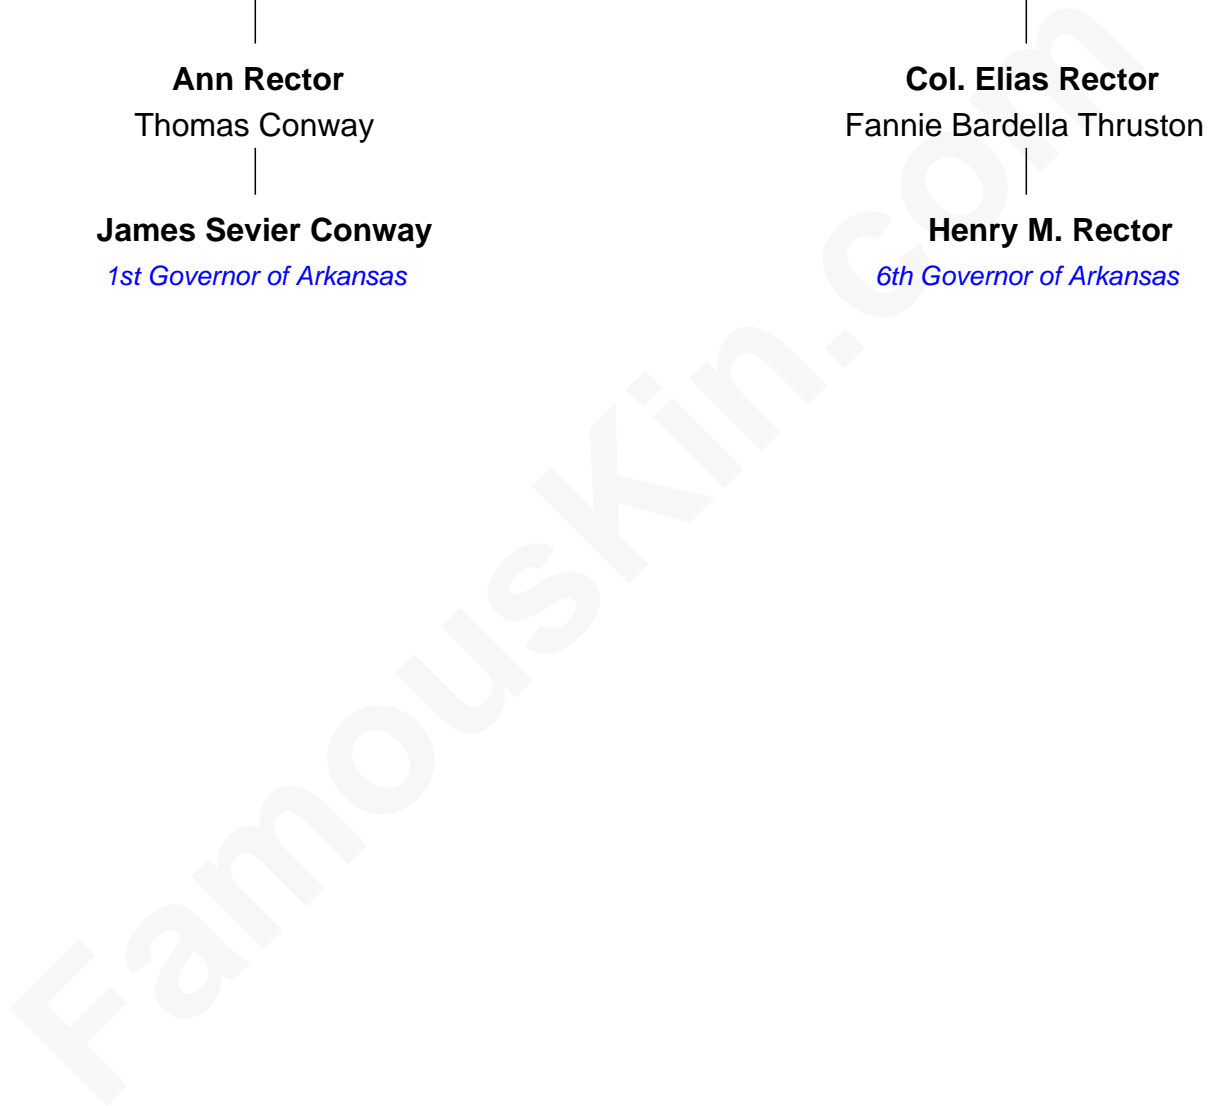 Ann Rector
Thomas Conway
James Sevier Conway
1st Governor of Arkansas
Col. Elias Rector
Fannie Bardella Thruston
Henry M. Rector
6th Governor of Arkansas
FamousKin.com